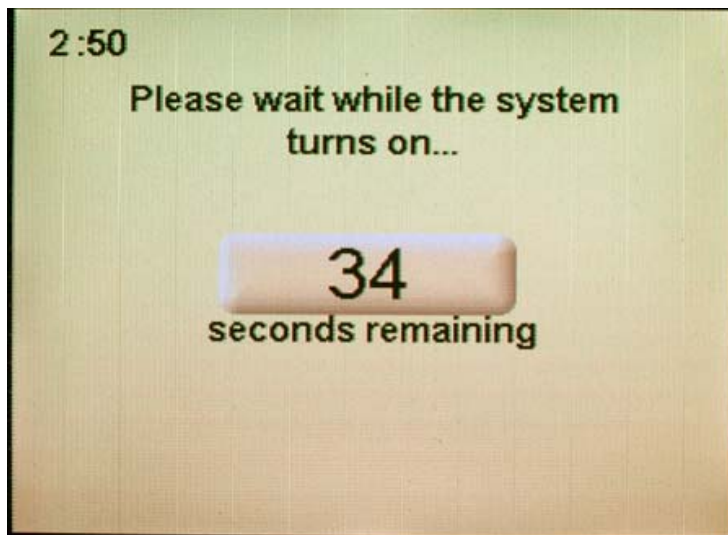 2:50
Please wait while the system
turns on...
34
seconds remaining